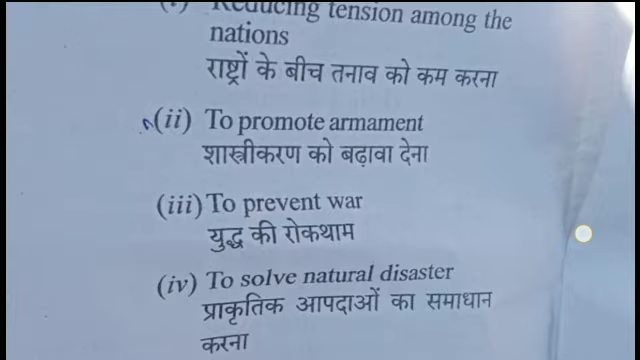 (i) Reducing tension among the
nations
राष्ट्रों के बीच तनाव को कम करना
(ii) To promote armament
शास्त्रीकरण को बढ़ावा देना
(iii) To prevent war
युद्ध की रोकथाम
(iv) To solve natural disaster
प्राकृतिक आपदाओं का समाधान
करना